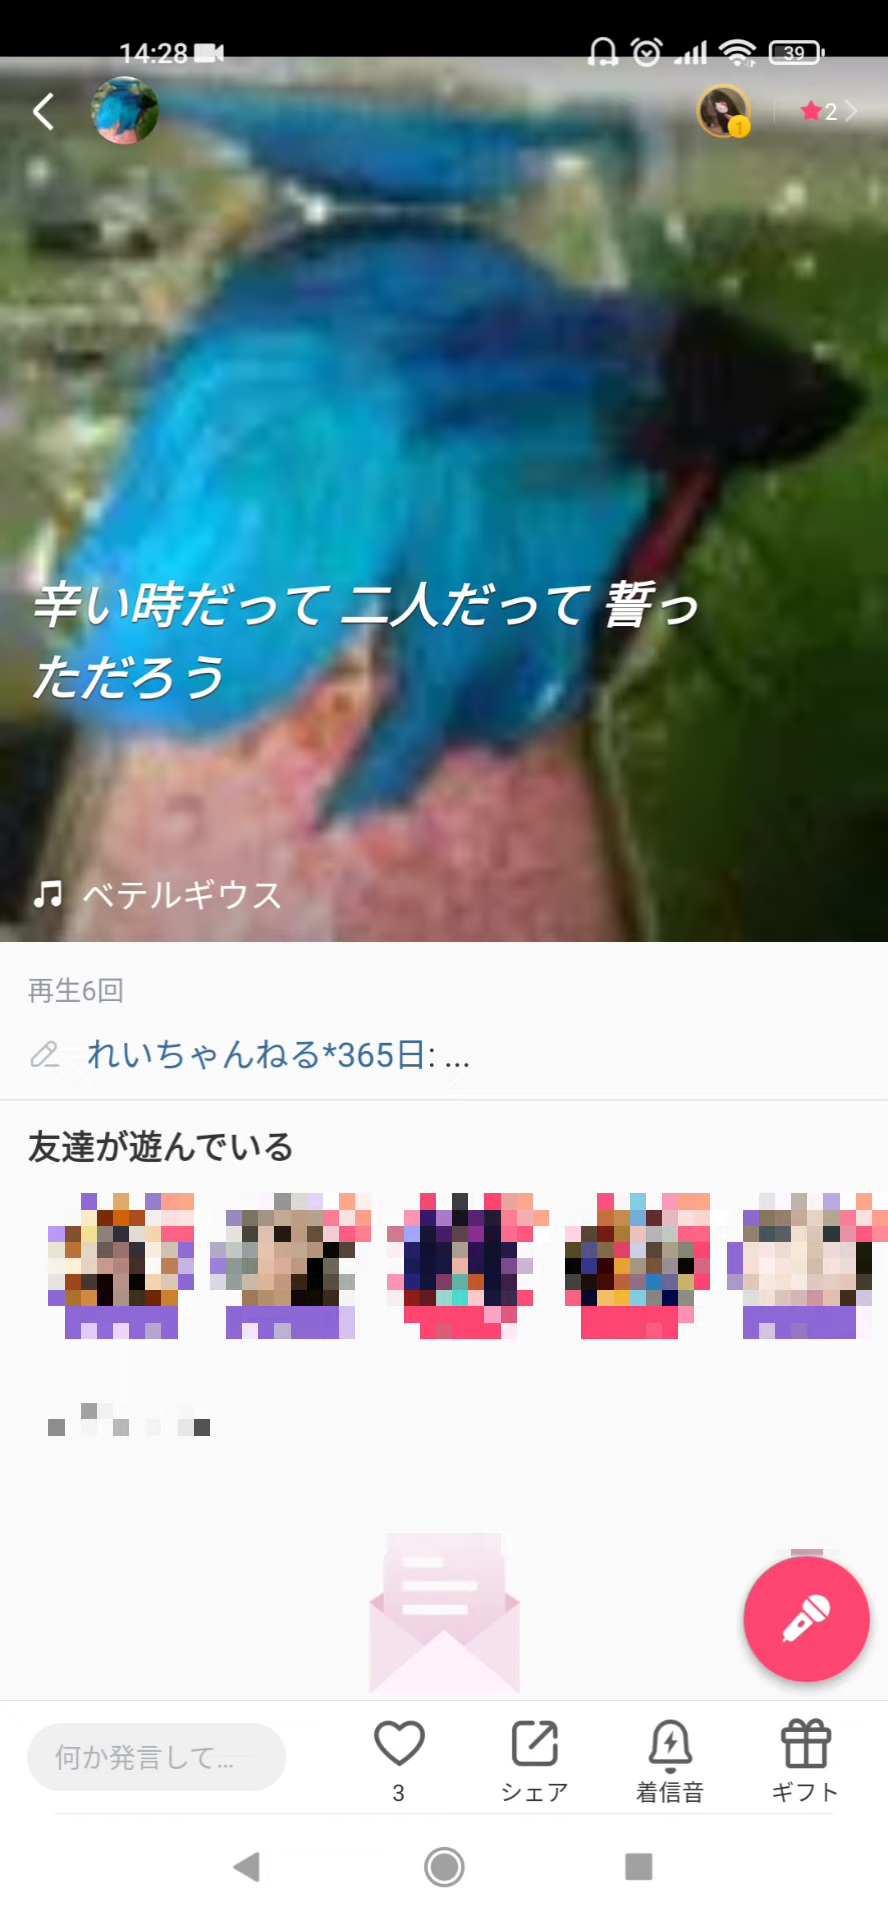 14:28
39
1
2
辛い時だって 二人だって 誓っ
ただろう
ベテルギウス
再生6回
れいちゃんねる*365日: ...
友達が遊んでいる
何か発言して...
3
シェア
着信音
ギフト